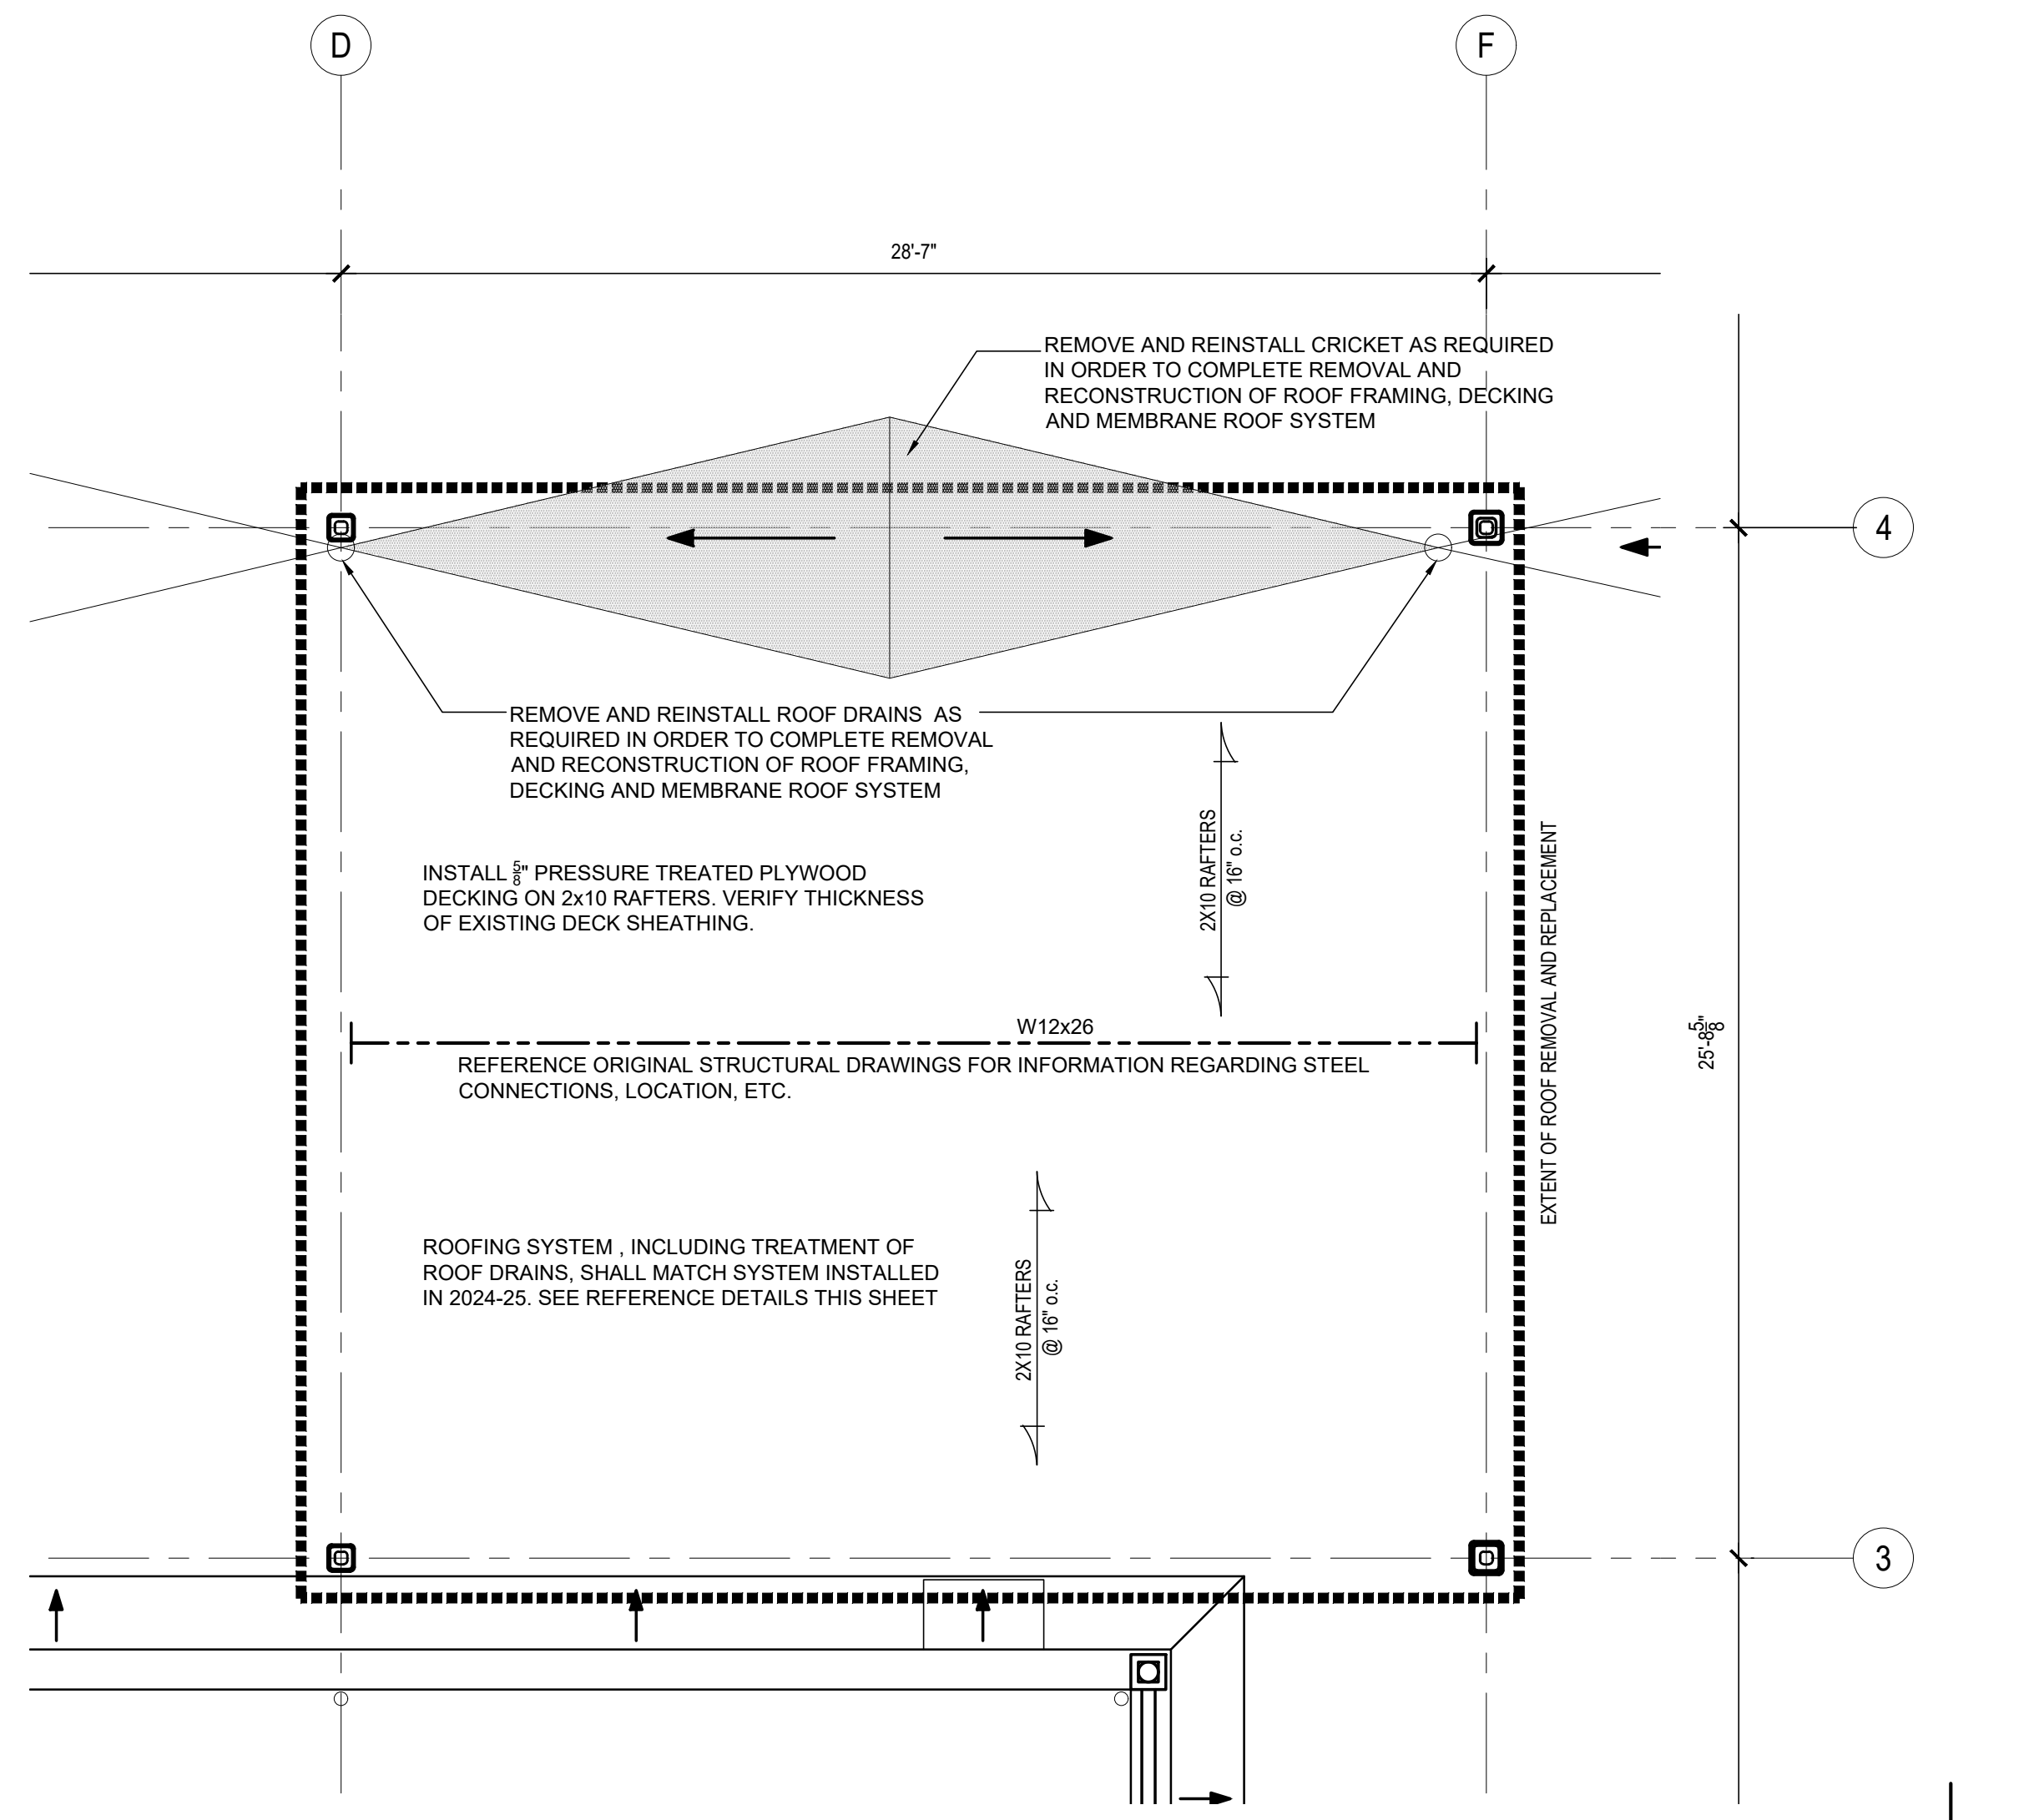 D
F
28'-7"
REMOVE AND REINSTALL CRICKET AS REQUIRED
IN ORDER TO COMPLETE REMOVAL AND
RECONSTRUCTION OF ROOF FRAMING, DECKING
AND MEMBRANE ROOF SYSTEM
4
REMOVE AND REINSTALL ROOF DRAINS AS
REQUIRED IN ORDER TO COMPLETE REMOVAL
AND RECONSTRUCTION OF ROOF FRAMING,
DECKING AND MEMBRANE ROOF SYSTEM
2X10 RAFTERS
@ 16" o.c.
INSTALL 5/8" PRESSURE TREATED PLYWOOD
DECKING ON 2x10 RAFTERS. VERIFY THICKNESS
OF EXISTING DECK SHEATHING.
EXTENT OF ROOF REMOVAL AND REPLACEMENT
25'-8 5/8"
W12x26
REFERENCE ORIGINAL STRUCTURAL DRAWINGS FOR INFORMATION REGARDING STEEL
CONNECTIONS, LOCATION, ETC.
ROOFING SYSTEM , INCLUDING TREATMENT OF
ROOF DRAINS, SHALL MATCH SYSTEM INSTALLED
IN 2024-25. SEE REFERENCE DETAILS THIS SHEET
2X10 RAFTERS
@ 16" o.c.
3